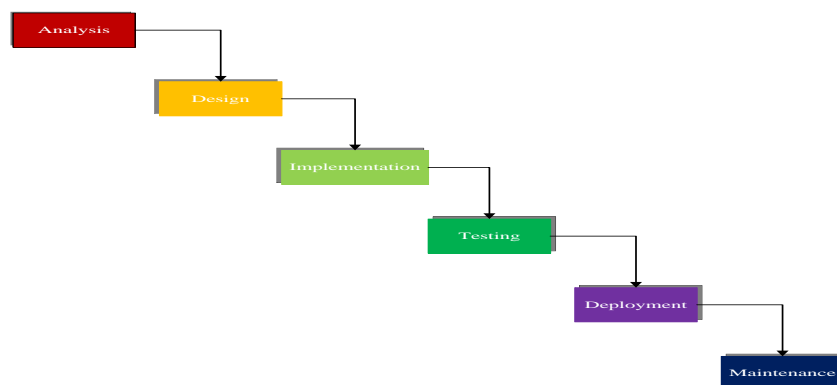 Analysis
Design
Implementation
Testing
Deployment
Maintenance